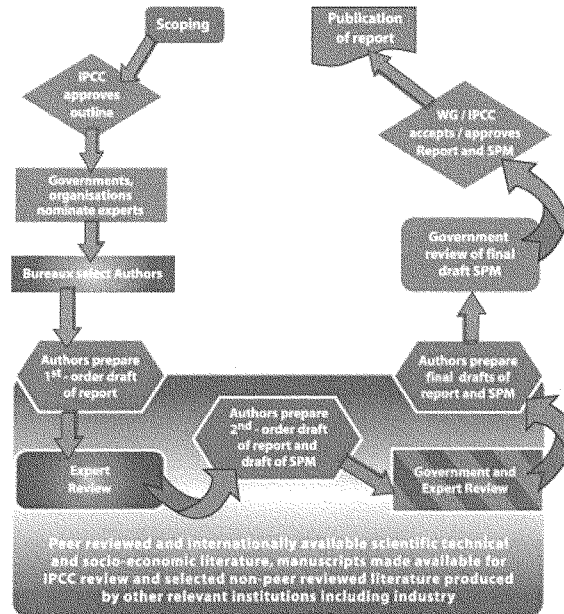 Scoping
IPCC
approves
outline
Governments,
organisations
nominate experts
Bureaux select Authors
Authors prepare
1st - order draft
of report
Expert
Review
Authors prepare
2nd - order draft
of report and
draft of SPM
Government and
Expert Review
Authors prepare
final drafts of
report and SPM
Government
review of final
draft SPM
WG / IPCC
accepts / approves
Report and SPM
Publication
of report
Peer reviewed and internationally available scientific technical
and socio-economic literature, manuscripts made available for
IPCC review and selected non-peer reviewed literature produced
by other relevant institutions including industry